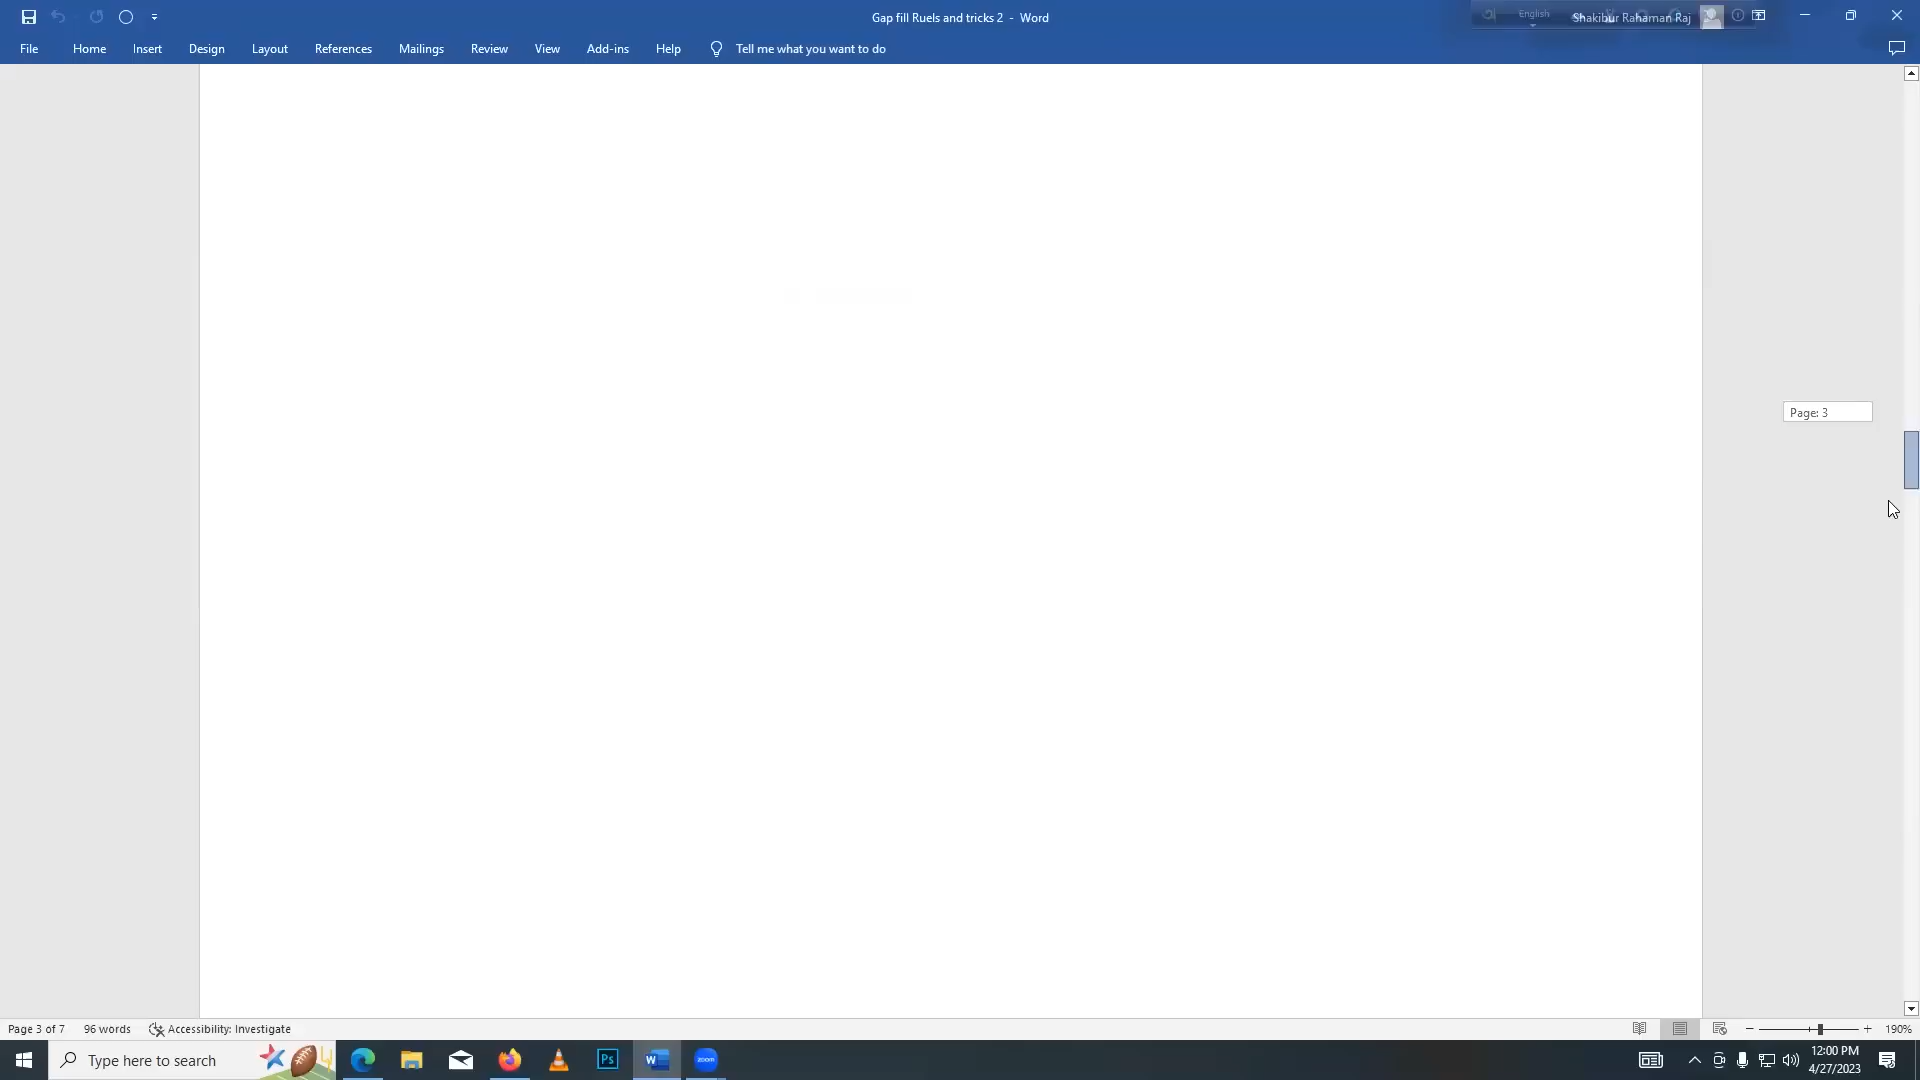 Gap fill Ruels and tricks 2 - Word
English
Shakibur Rahaman Raj
File Home Insert Design Layout References Mailings Review View Add-ins Help Tell me what you want to do
Page: 3
Page 3 of 7 96 words Accessibility: Investigate
190%
Type here to search
Ps
W
zoom
12:00 PM
4/27/2023